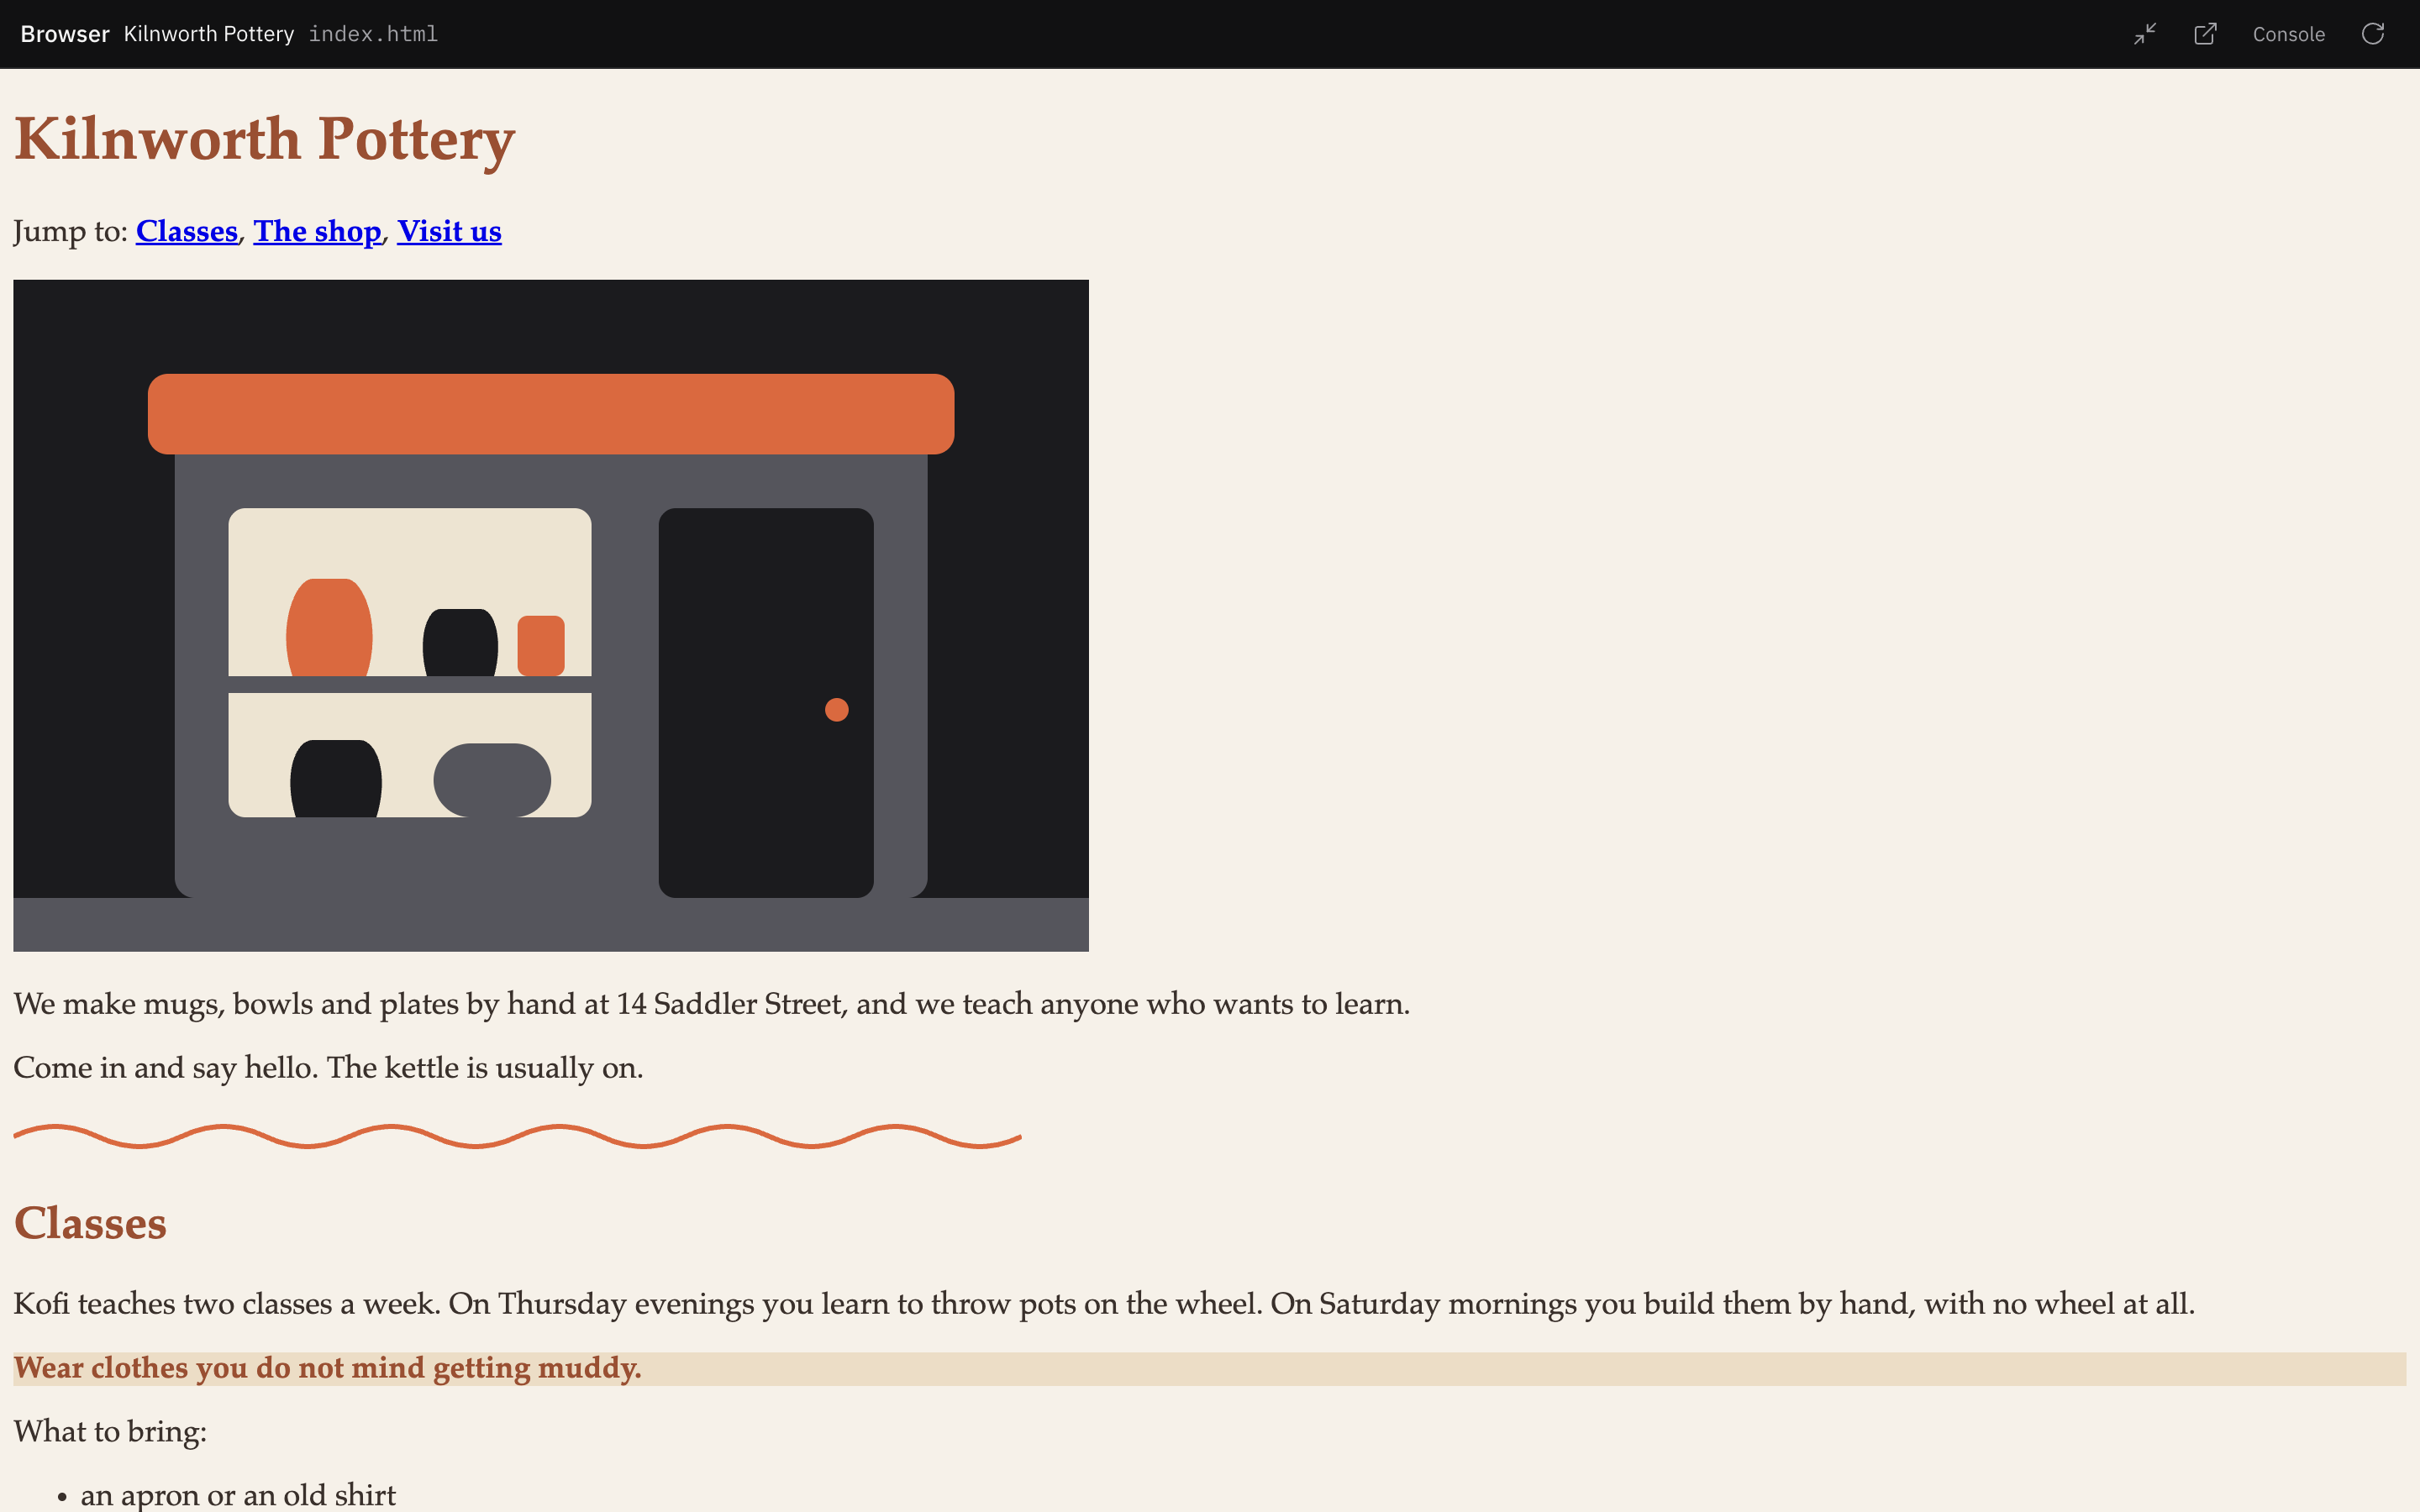 Browser Kilnworth Pottery index.html Console
Kilnworth Pottery
Jump to: Classes, The shop, Visit us
We make mugs, bowls and plates by hand at 14 Saddler Street, and we teach anyone who wants to learn.
Come in and say hello. The kettle is usually on.
Classes
Kofi teaches two classes a week. On Thursday evenings you learn to throw pots on the wheel. On Saturday mornings you build them by hand, with no wheel at all.
Wear clothes you do not mind getting muddy.
What to bring:
• an apron or an old shirt